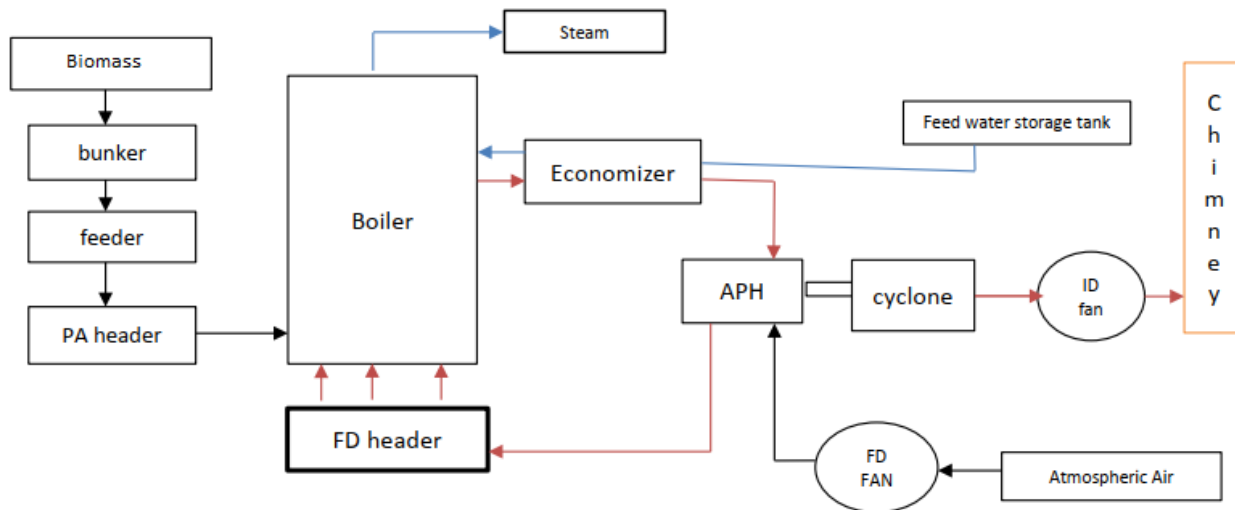 Steam
Biomass
bunker
feeder
PA header
Boiler
FD header
Economizer
Feed water storage tank
APH
cyclone
ID
fan
C
h
i
m
n
e
y
FD
FAN
Atmospheric Air